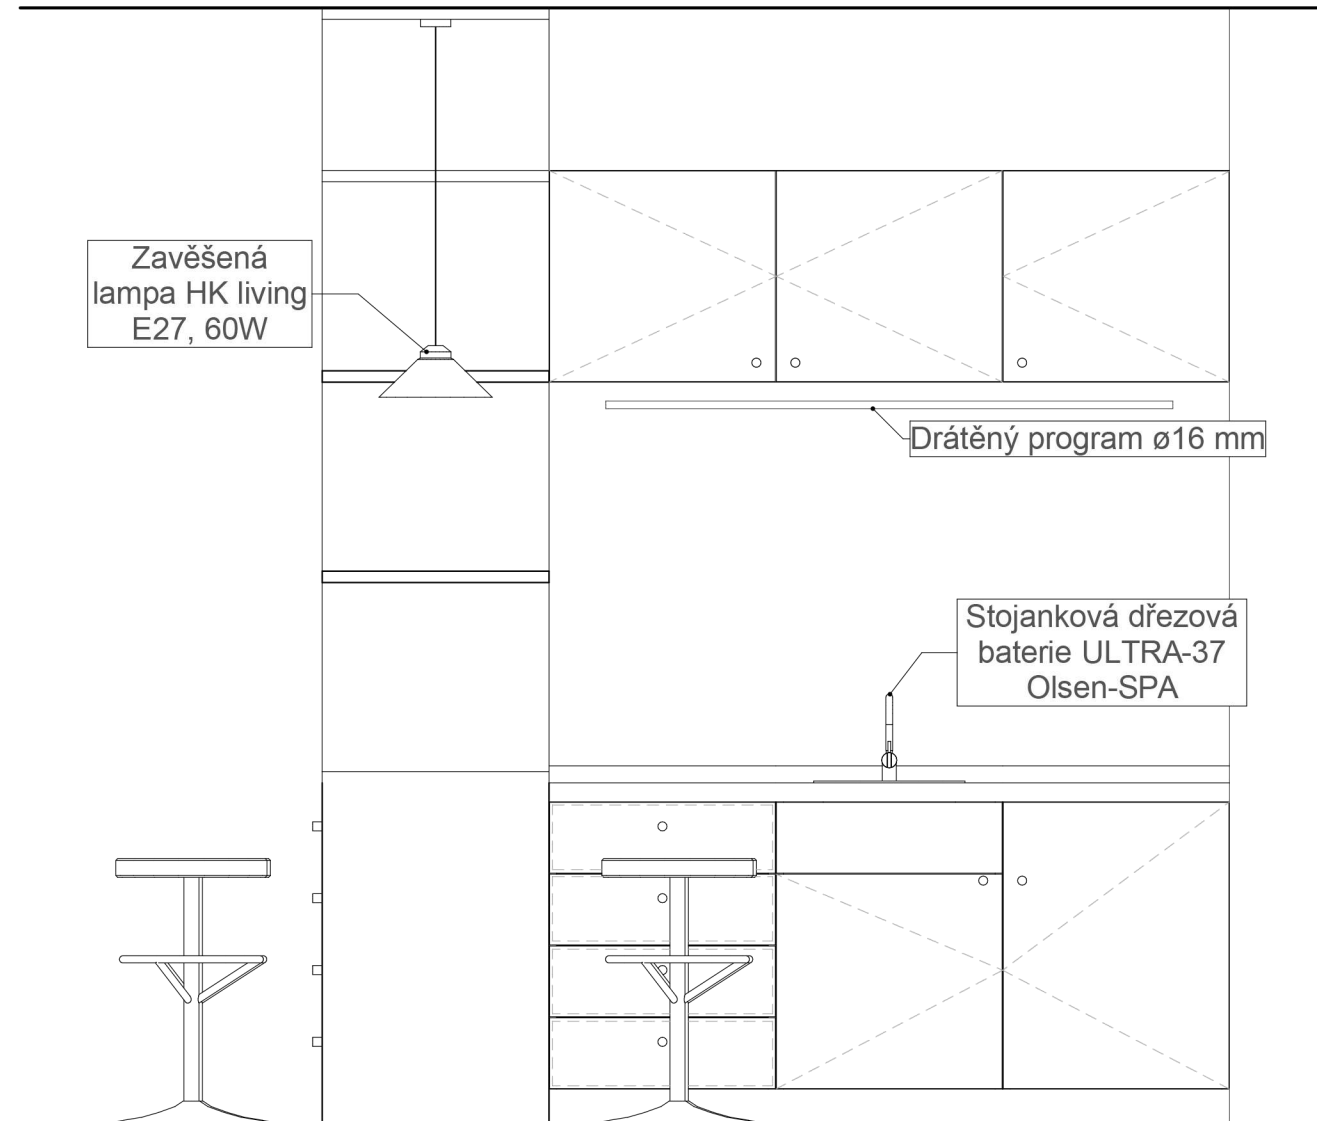 Zavěšená
lampa HK living
E27, 60W
Drátěný program ø16 mm
Stojanková dřezová
baterie ULTRA-37
Olsen-SPA